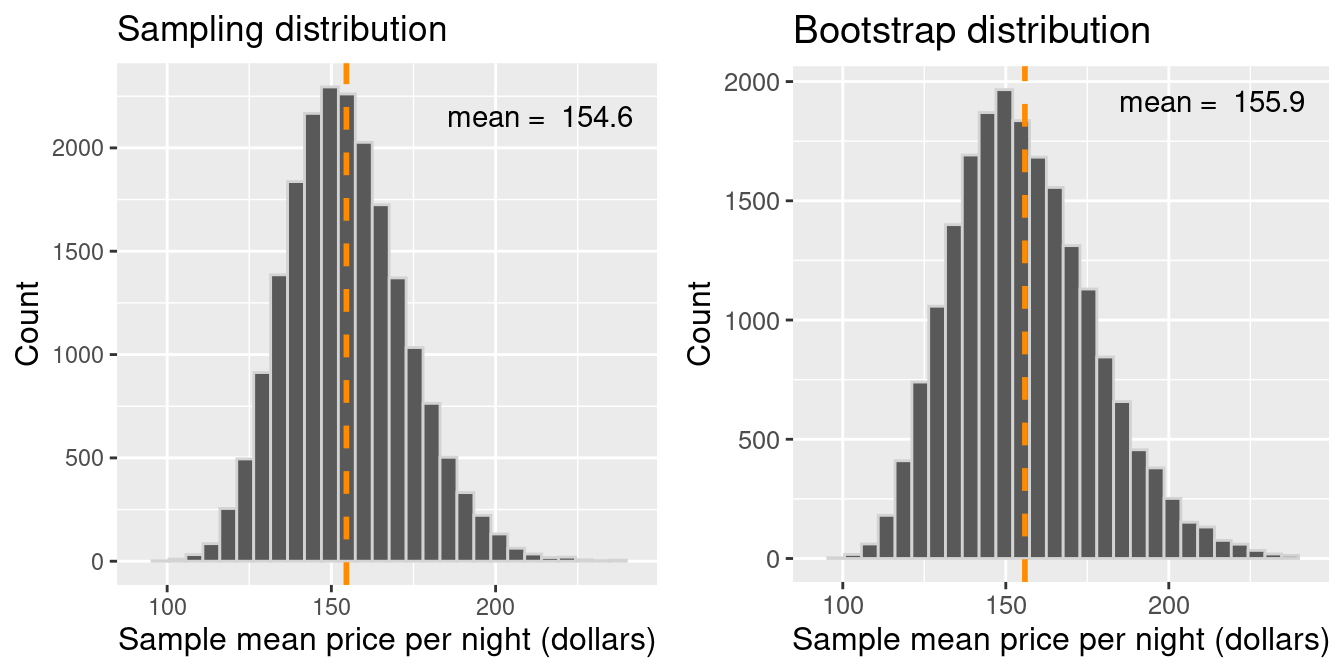 Sampling distribution
mean = 154.6
2000
1500
1000
500
0
Count
100 150 200
Sample mean price per night (dollars)
Bootstrap distribution
mean = 155.9
2000
1500
1000
500
0
Count
100 150 200
Sample mean price per night (dollars)